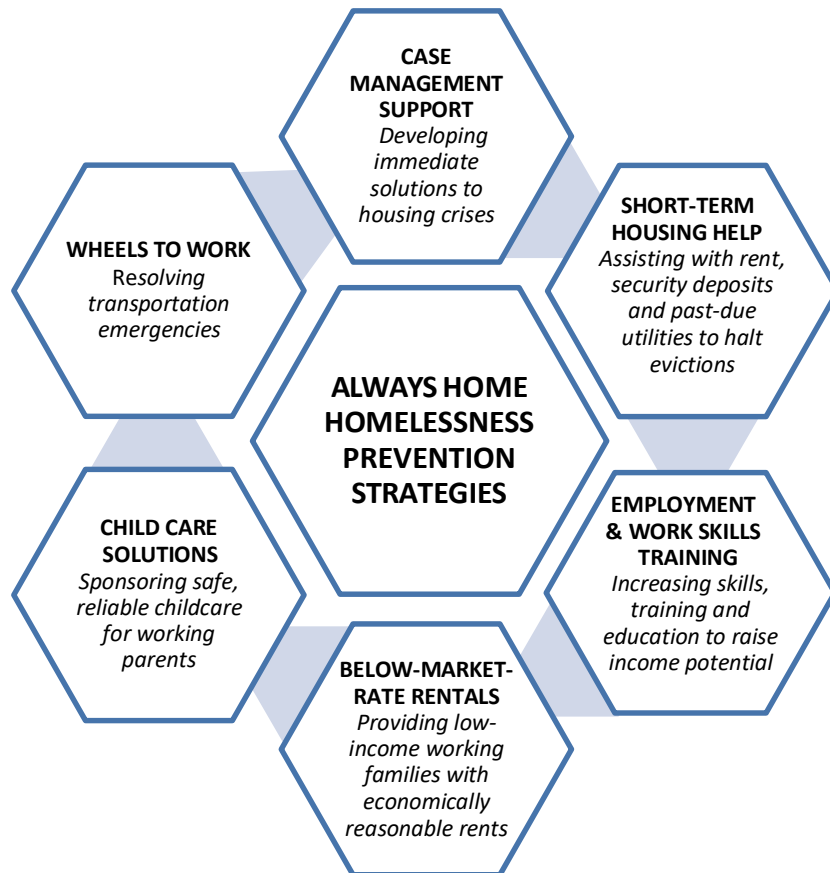 CASE
MANAGEMENT
SUPPORT
Developing
immediate
solutions to
housing crises
SHORT-TERM
HOUSING HELP
Assisting with rent,
security deposits
and past-due
utilities to halt
evictions
WHEELS TO WORK
Resolving
transportation
emergencies
ALWAYS HOME
HOMELESSNESS
PREVENTION
STRATEGIES
EMPLOYMENT
& WORK SKILLS
TRAINING
Increasing skills,
training and
education to raise
income potential
CHILD CARE
SOLUTIONS
Sponsoring safe,
reliable childcare
for working
parents
BELOW-MARKET-
RATE RENTALS
Providing low-
income working
families with
economically
reasonable rents